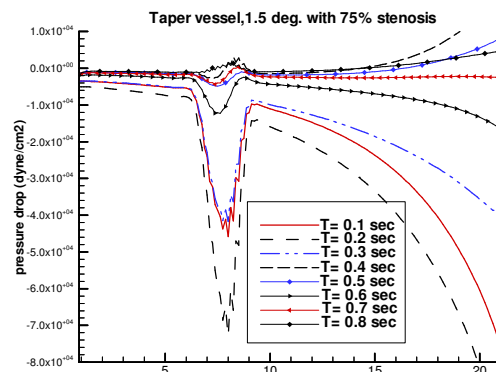 Taper vessel,1.5 deg. with 75% stenosis
pressure drop (dyne/cm2)
1.0x10-04
0.0x10+00
-1.0x10-04
-2.0x10-04
-3.0x10-04
-4.0x10-04
-5.0x10-04
-6.0x10-04
-7.0x10-04
-8.0x10-04
T= 0.1 sec
T= 0.2 sec
T= 0.3 sec
T= 0.4 sec
T= 0.5 sec
T= 0.6 sec
T= 0.7 sec
T= 0.8 sec
5 10 15 20